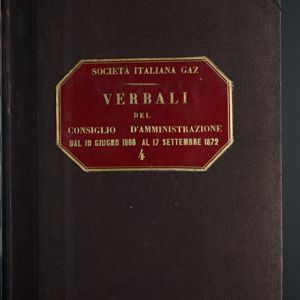 SOCIETÀ ITALIANA GAZ
VERBALI
DEL
CONSIGLIO D'AMMINISTRAZIONE
DAL 10 GIUGNO 1868 AL 17 SETTEMBRE 1872
4